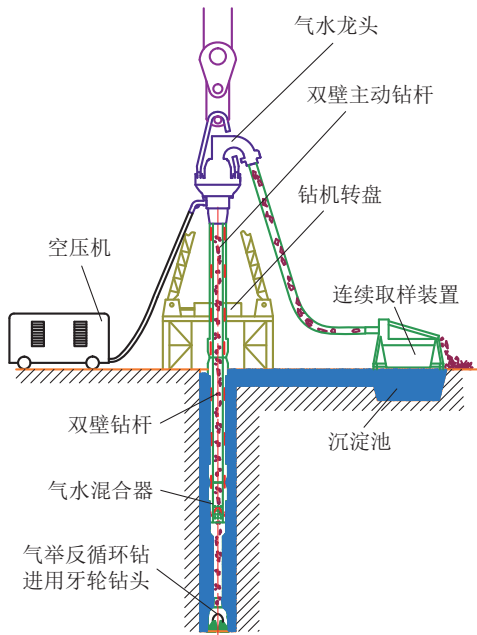 气水龙头
双壁主动钻杆
钻机转盘
空压机
连续取样装置
双壁钻杆
沉淀池
气水混合器
气举反循环钻
进用牙轮钻头